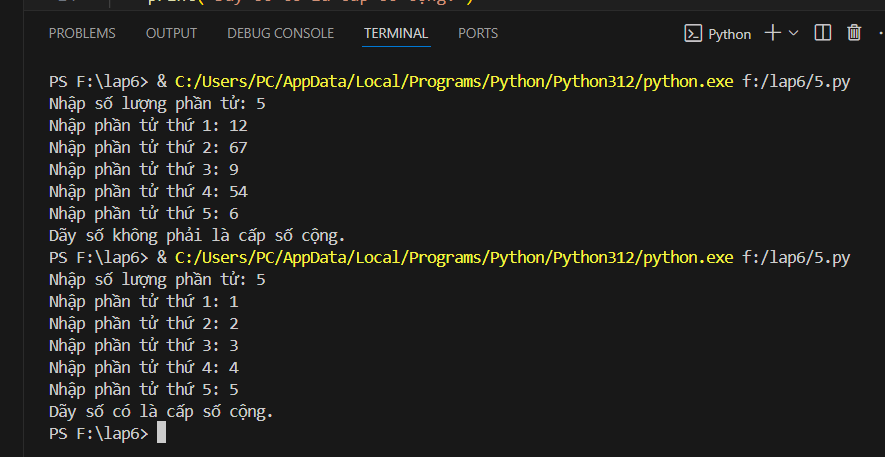 PROBLEMS OUTPUT DEBUG CONSOLE TERMINAL PORTS Python
PS F:\lap6> & C:/Users/PC/AppData/Local/Programs/Python/Python312/python.exe f:/lap6/5.py
Nhập số lượng phần tử: 5
Nhập phần tử thứ 1: 12
Nhập phần tử thứ 2: 67
Nhập phần tử thứ 3: 9
Nhập phần tử thứ 4: 54
Nhập phần tử thứ 5: 6
Dãy số không phải là cấp số cộng.
PS F:\lap6> & C:/Users/PC/AppData/Local/Programs/Python/Python312/python.exe f:/lap6/5.py
Nhập số lượng phần tử: 5
Nhập phần tử thứ 1: 1
Nhập phần tử thứ 2: 2
Nhập phần tử thứ 3: 3
Nhập phần tử thứ 4: 4
Nhập phần tử thứ 5: 5
Dãy số có là cấp số cộng.
PS F:\lap6>